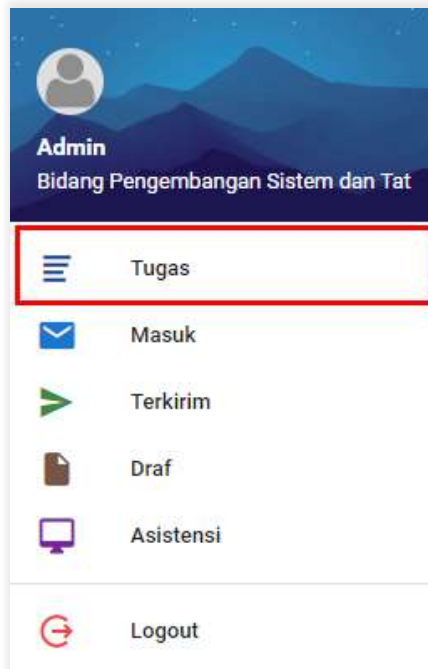 Admin
Bidang Pengembangan Sistem dan Tat
Tugas
Masuk
Terkirim
Draf
Asistensi
Logout